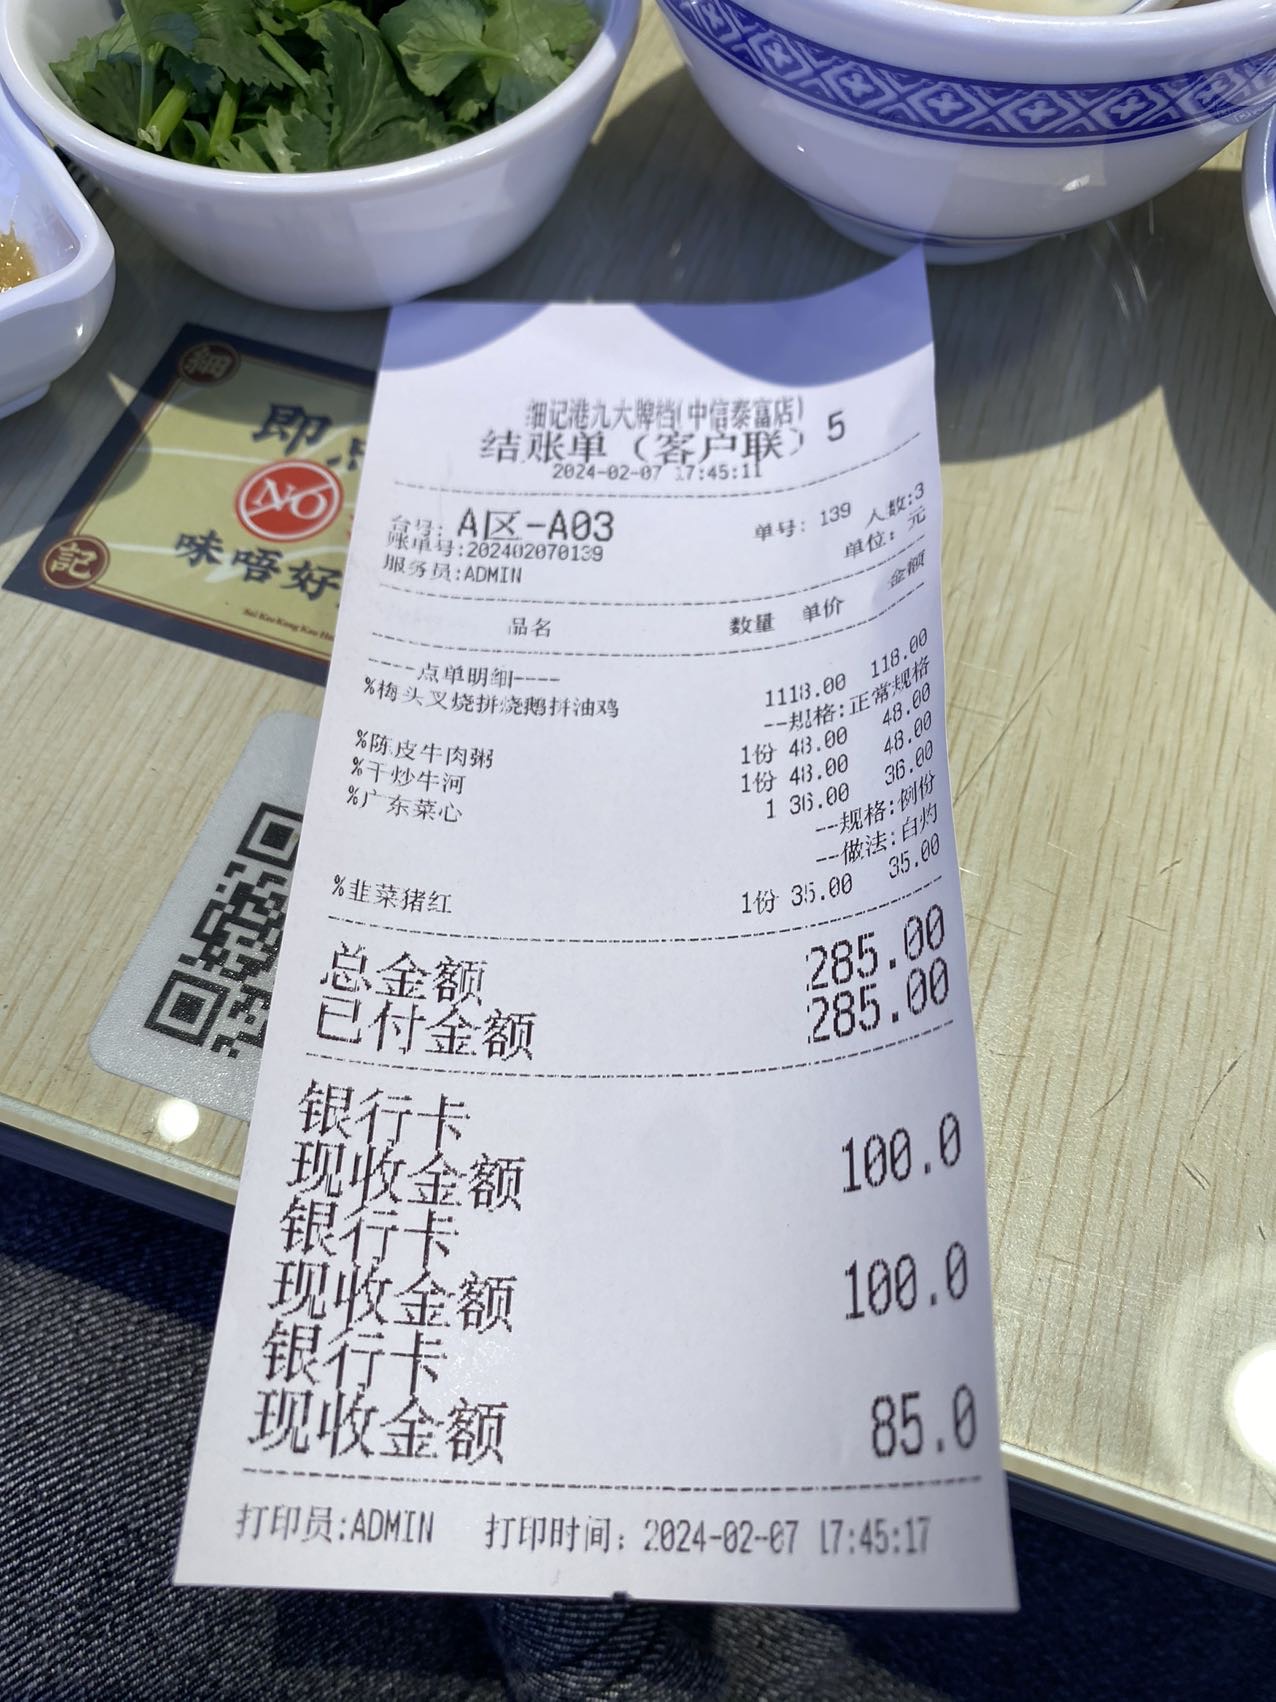 細
即
NO
味唔好
記
细记港九大牌档(中信泰富店)
结账单（客户联） 5
2024-02-07 17:45:11
台号: A区-A03 单号: 139 人数:3
账单号:202402070139 单位: 元
服务员:ADMIN
品名 数量 单价 金额
----点单明细----
%梅头叉烧拼烧鹅拼油鸡 1118.00 118.00
--规格:正常规格
%陈皮牛肉粥 1份 48.00 48.00
%干炒牛河 1份 48.00 48.00
%广东菜心 1 36.00 36.00
--规格:例份
--做法:白灼
%韭菜猪红 1份 35.00 35.00
总金额 285.00
已付金额 285.00
银行卡
现收金额 100.0
银行卡
现收金额 100.0
银行卡
现收金额 85.0
打印员:ADMIN 打印时间: 2024-02-07 17:45:17